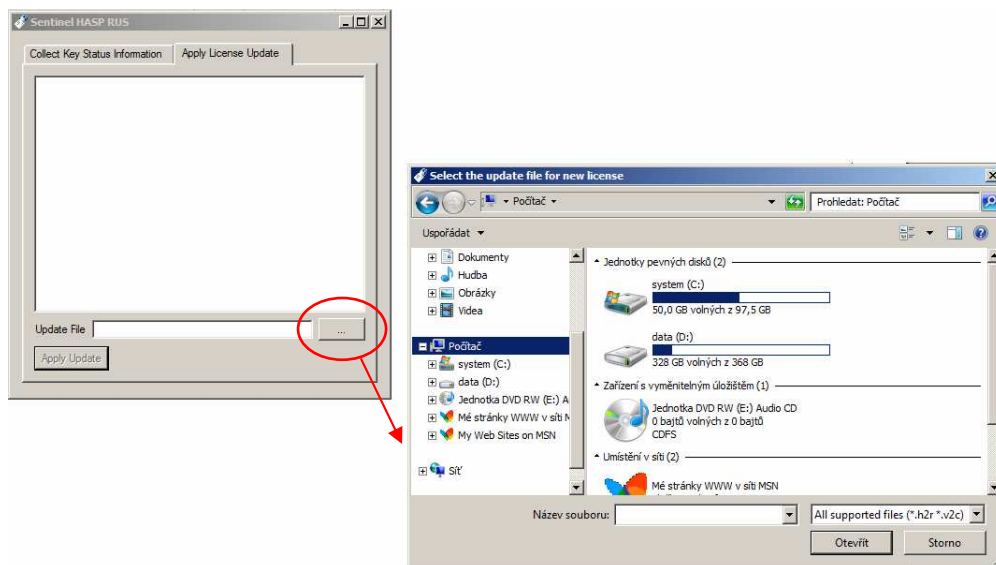 Sentinel HASP RUS
Collect Key Status Information
Apply License Update
Update File
...
Apply Update
Select the update file for new license
Počítač
Prohledat: Počítač
Uspořádat
Dokumenty
Hudba
Obrázky
Videa
Počítač
system (C:)
data (D:)
Jednotka DVD RW (E:) A
Mé stránky WWW v síti M
My Web Sites on MSN
Síť
Jednotky pevných disků (2)
system (C:)
50,0 GB volných z 97,5 GB
data (D:)
328 GB volných z 368 GB
Zařízení s vyměnitelným úložištěm (1)
Jednotka DVD RW (E:) Audio CD
0 bajtů volných z 0 bajtů
CDFS
Umístění v síti (2)
Mé stránky WWW v síti MSN
Název souboru:
All supported files (*.h2r *.v2c)
Otevřít
Storno